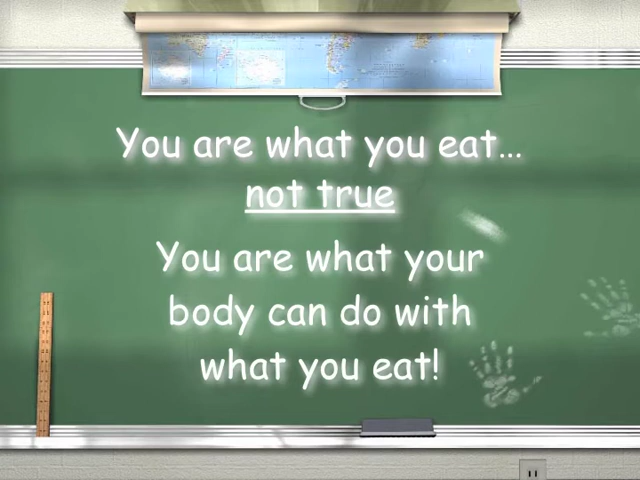 You are what you eat…
not true
You are what your
body can do with
what you eat!